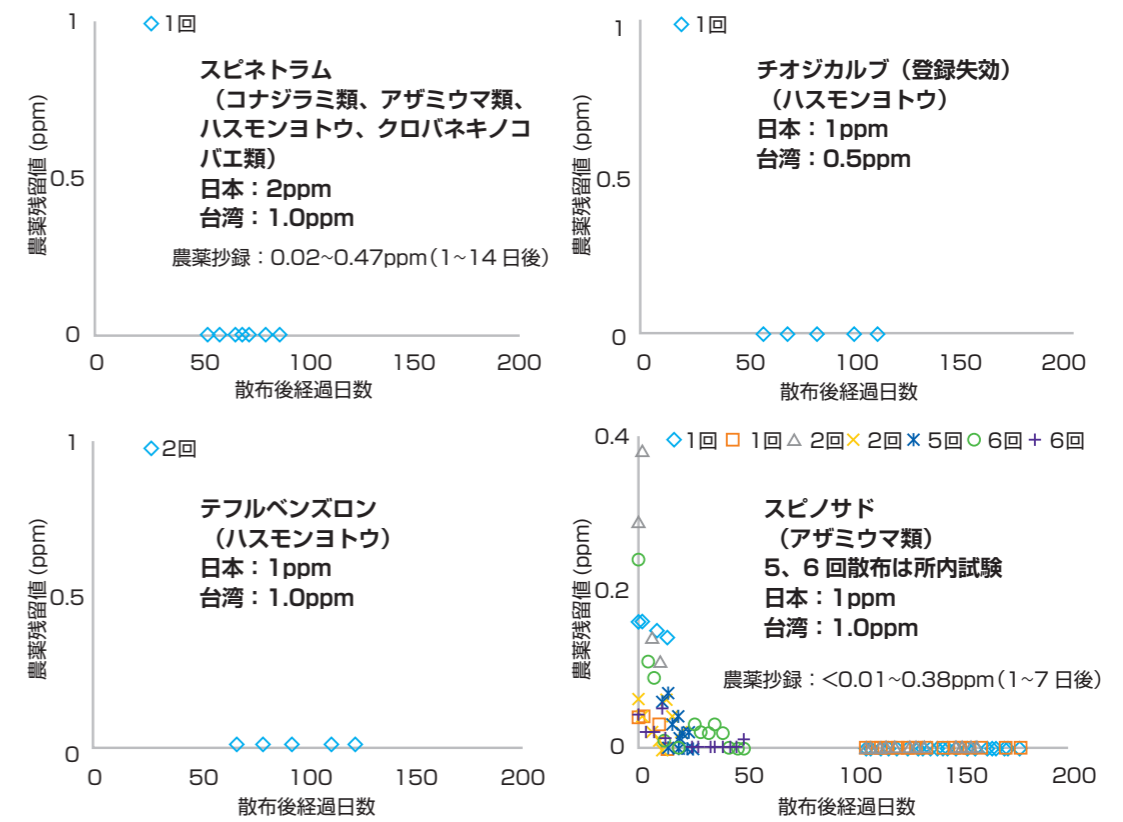 1
◇1回
スピネトラム
（コナジラミ類、アザミウマ類、
ハスモンヨトウ、クロバネキノコ
バエ類）
日本：2ppm
台湾：1.0ppm
農薬抄録：0.02~0.47ppm（1~14 日後）
農薬残留値 (ppm)
0.5
0
0 50 100 150 200
散布後経過日数
1
◇1回
チオジカルブ（登録失効）
（ハスモンヨトウ）
日本：1ppm
台湾：0.5ppm
農薬残留値 (ppm)
0.5
0
0 50 100 150 200
散布後経過日数
1
◇2回
テフルベンズロン
（ハスモンヨトウ）
日本：1ppm
台湾：1.0ppm
農薬残留値 (ppm)
0.5
0
0 50 100 150 200
散布後経過日数
0.4
◇1回 □ 1回 △ 2回 × 2回 ＊ 5回 ○ 6回 + 6回
スピノサド
（アザミウマ類）
5、6 回散布は所内試験
日本：1ppm
台湾：1.0ppm
農薬抄録：<0.01~0.38ppm（1~7 日後）
農薬残留値 (ppm)
0.2
0
0 50 100 150 200
散布後経過日数